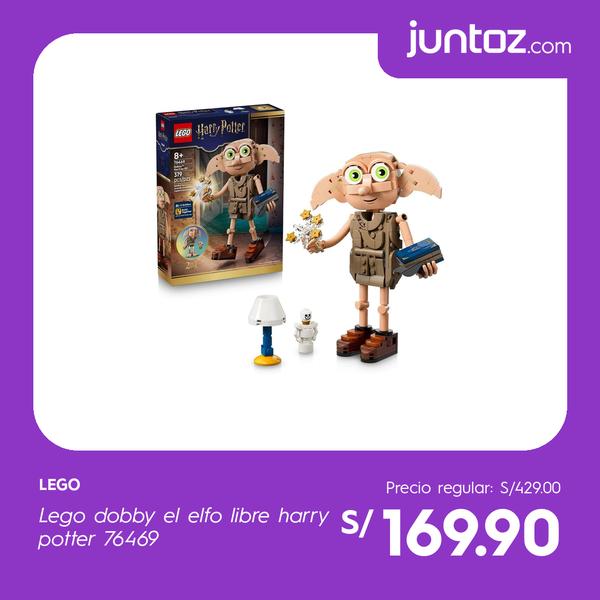 juntoz.com
LEGO
Harry Potter
8+
76469
379
LEGO
Precio regular: S/429.00
Lego dobby el elfo libre harry
potter 76469
S/169.90